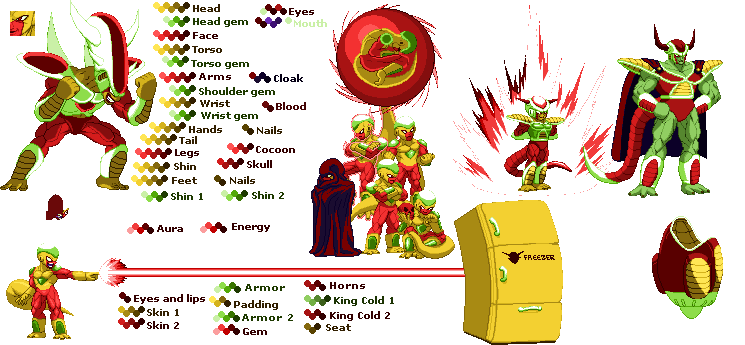 Head
Eyes
Head gem
Mouth
Face
Torso
Torso gem
Arms
Cloak
Shoulder gem
Wrist
Blood
Wrist gem
Hands
Nails
Tail
Legs
Cocoon
Shin
Skull
Feet
Nails
Shin 1
Shin 2
Aura
Energy
FREEZER
Eyes and lips
Skin 1
Skin 2
Armor
Padding
Armor 2
Gem
Horns
King Cold 1
King Cold 2
Seat